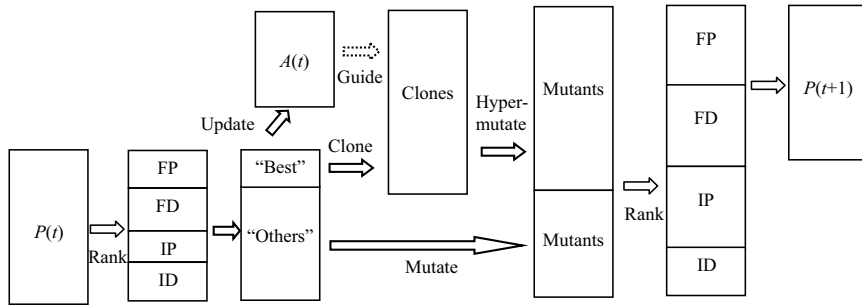 P(t)
Rank
FP
FD
IP
ID
A(t)
Update
Guide
"Best"
"Others"
Clone
Clones
Hyper-
mutate
Mutate
Mutants
Mutants
Rank
FP
FD
IP
ID
P(t+1)